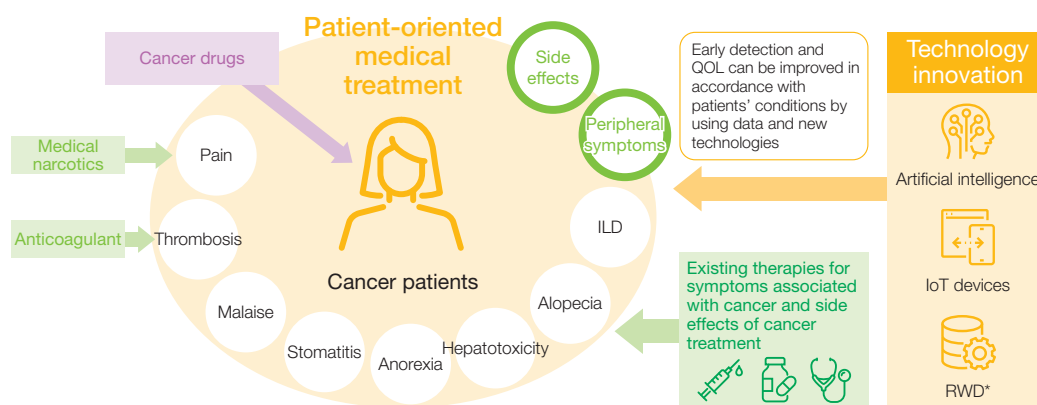 Patient-oriented
medical
treatment
Cancer drugs
Side
effects
Peripheral
symptoms
Early detection and
QOL can be improved in
accordance with
patients' conditions by
using data and new
technologies
Technology
innovation
Artificial intelligence
IoT devices
RWD*
Medical
narcotics
Pain
Anticoagulant
Thrombosis
Malaise
Stomatitis
Anorexia
Hepatotoxicity
Alopecia
ILD
Cancer patients
Existing therapies for
symptoms associated
with cancer and side
effects of cancer
treatment